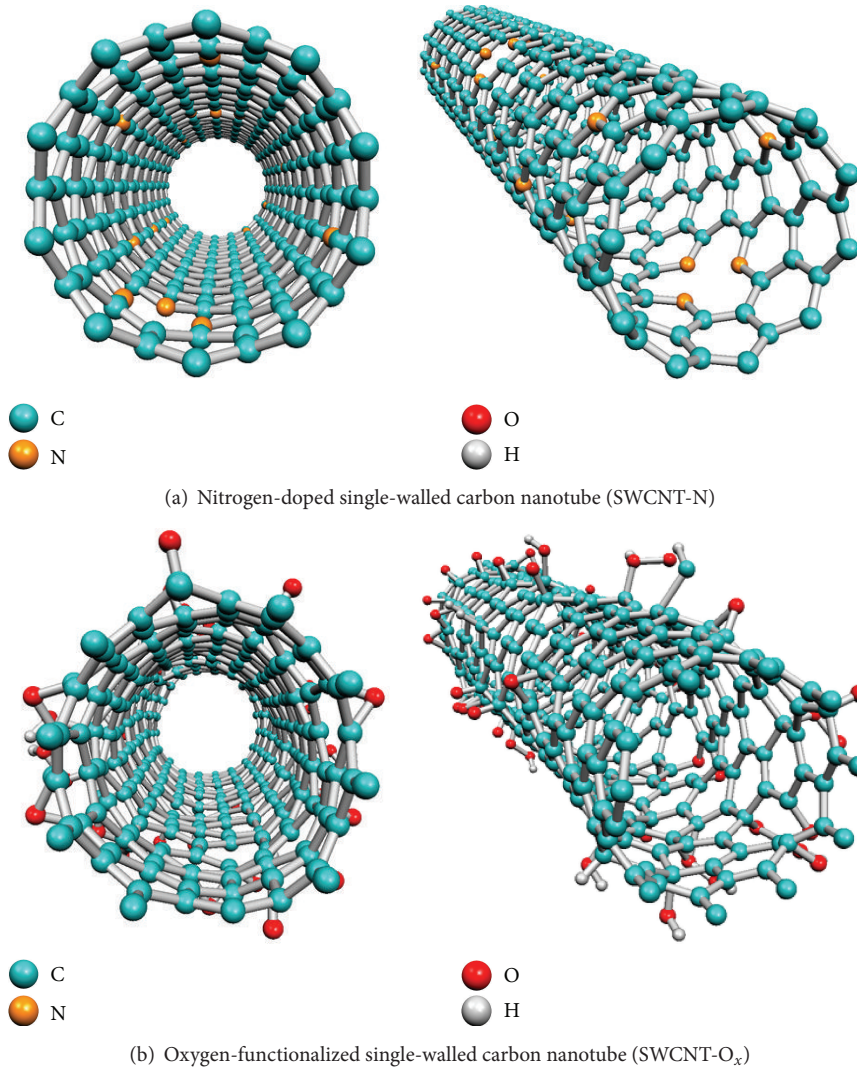 C
O
N
H
(a) Nitrogen-doped single-walled carbon nanotube (SWCNT-N)
C
O
N
H
(b) Oxygen-functionalized single-walled carbon nanotube (SWCNT-Ox)